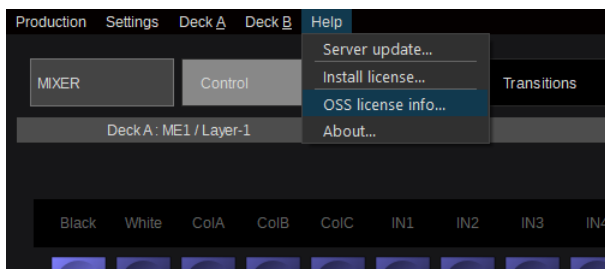 Production Settings Deck A Deck B Help
Server update...
Install license...
OSS license info...
About...
MIXER Control Transitions
Deck A : ME1 / Layer-1
Black White ColA ColB ColC IN1 IN2 IN3 IN4